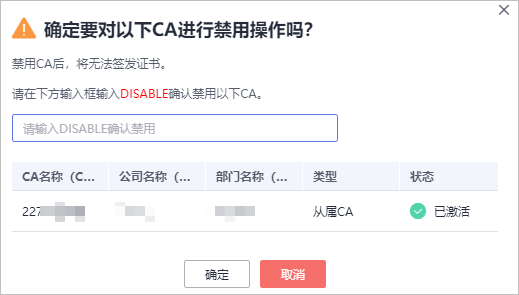 确定要对以下CA进行禁用操作吗？
禁用CA后，将无法签发证书。
请在下方输入框输入DISABLE确认禁用以下CA。
请输入DISABLE确认禁用
CA名称（C... 公司名称（... 部门名称（... 类型 状态
227 从属CA 已激活
确定 取消